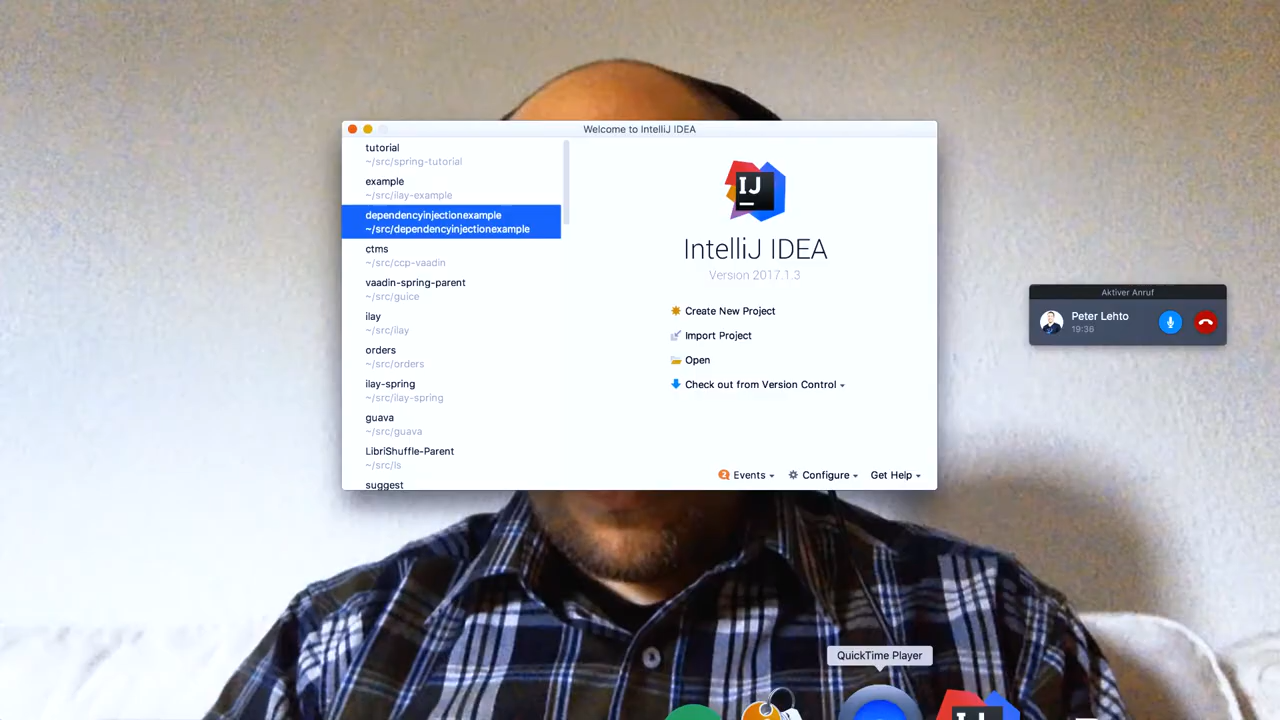 Welcome to IntelliJ IDEA
tutorial
~/src/spring-tutorial
example
~/src/ilay-example
dependencyinjectionexample
~/src/dependencyinjectionexample
ctms
~/src/ccp-vaadin
vaadin-spring-parent
~/src/guice
ilay
~/src/ilay
orders
~/src/orders
ilay-spring
~/src/ilay-spring
guava
~/src/guava
LibriShuffle-Parent
~/src/ls
suggest
IJ
IntelliJ IDEA
Version 2017.1.3
Create New Project
Import Project
Open
Check out from Version Control
2 Events
Configure
Get Help
Aktiver Anruf
Peter Lehto
19:36
QuickTime Player
IJ